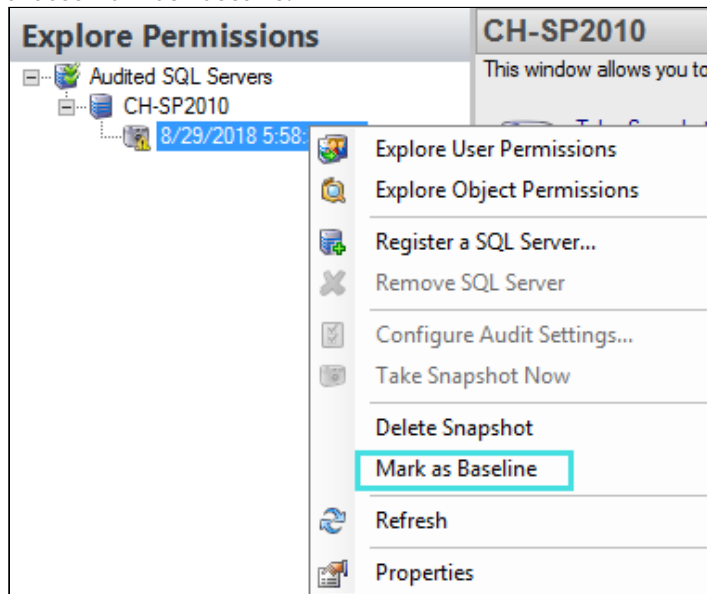 Explore Permissions
Audited SQL Servers
CH-SP2010
8/29/2018 5:58:
CH-SP2010
This window allows you to
Explore User Permissions
Explore Object Permissions
Register a SQL Server...
Remove SQL Server
Configure Audit Settings...
Take Snapshot Now
Delete Snapshot
Mark as Baseline
Refresh
Properties